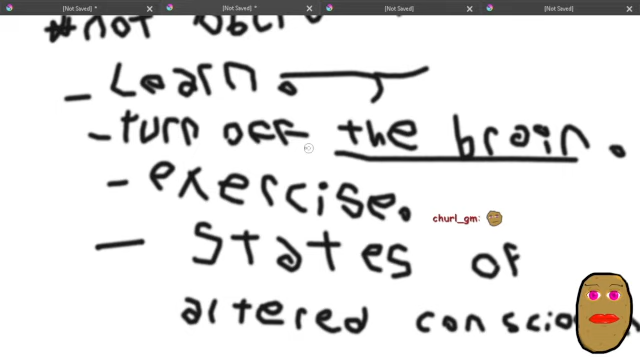 [Not Saved] * [Not Saved] * [Not Saved] [Not Saved]
#not
- Learn.
- turn off the brain.
- exercise.
churl_gm:
- States of
altered